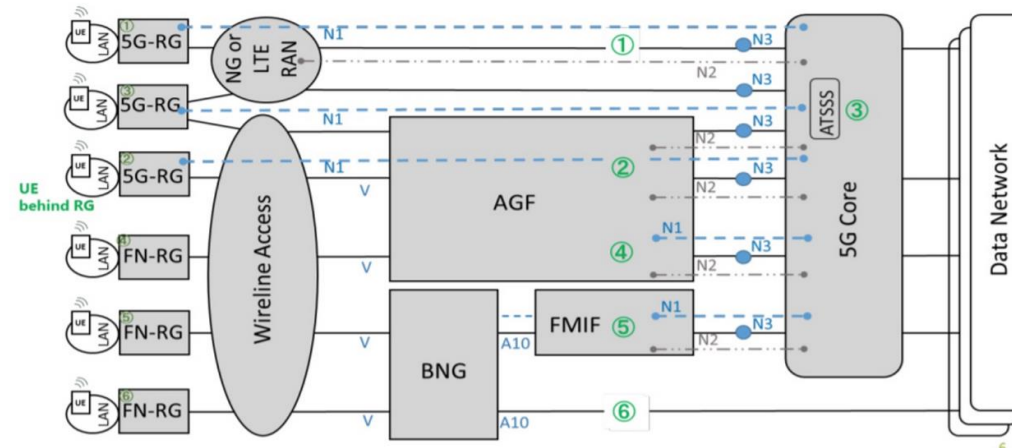 UE
LAN
①
5G-RG
N1
NG or
LTE
RAN
①
N2
N3
UE
LAN
③
5G-RG
N1
N3
ATSSS
③
N3
N2
UE
LAN
②
5G-RG
N1
V
②
N3
N2
UE
behind RG
AGF
5G Core
Data Network
Wireline Access
UE
LAN
④
FN-RG
V
④
N1
N3
N2
UE
LAN
⑤
FN-RG
V
BNG
A10
FMIF
⑤
N1
N3
N2
UE
LAN
⑥
FN-RG
V
A10
⑥